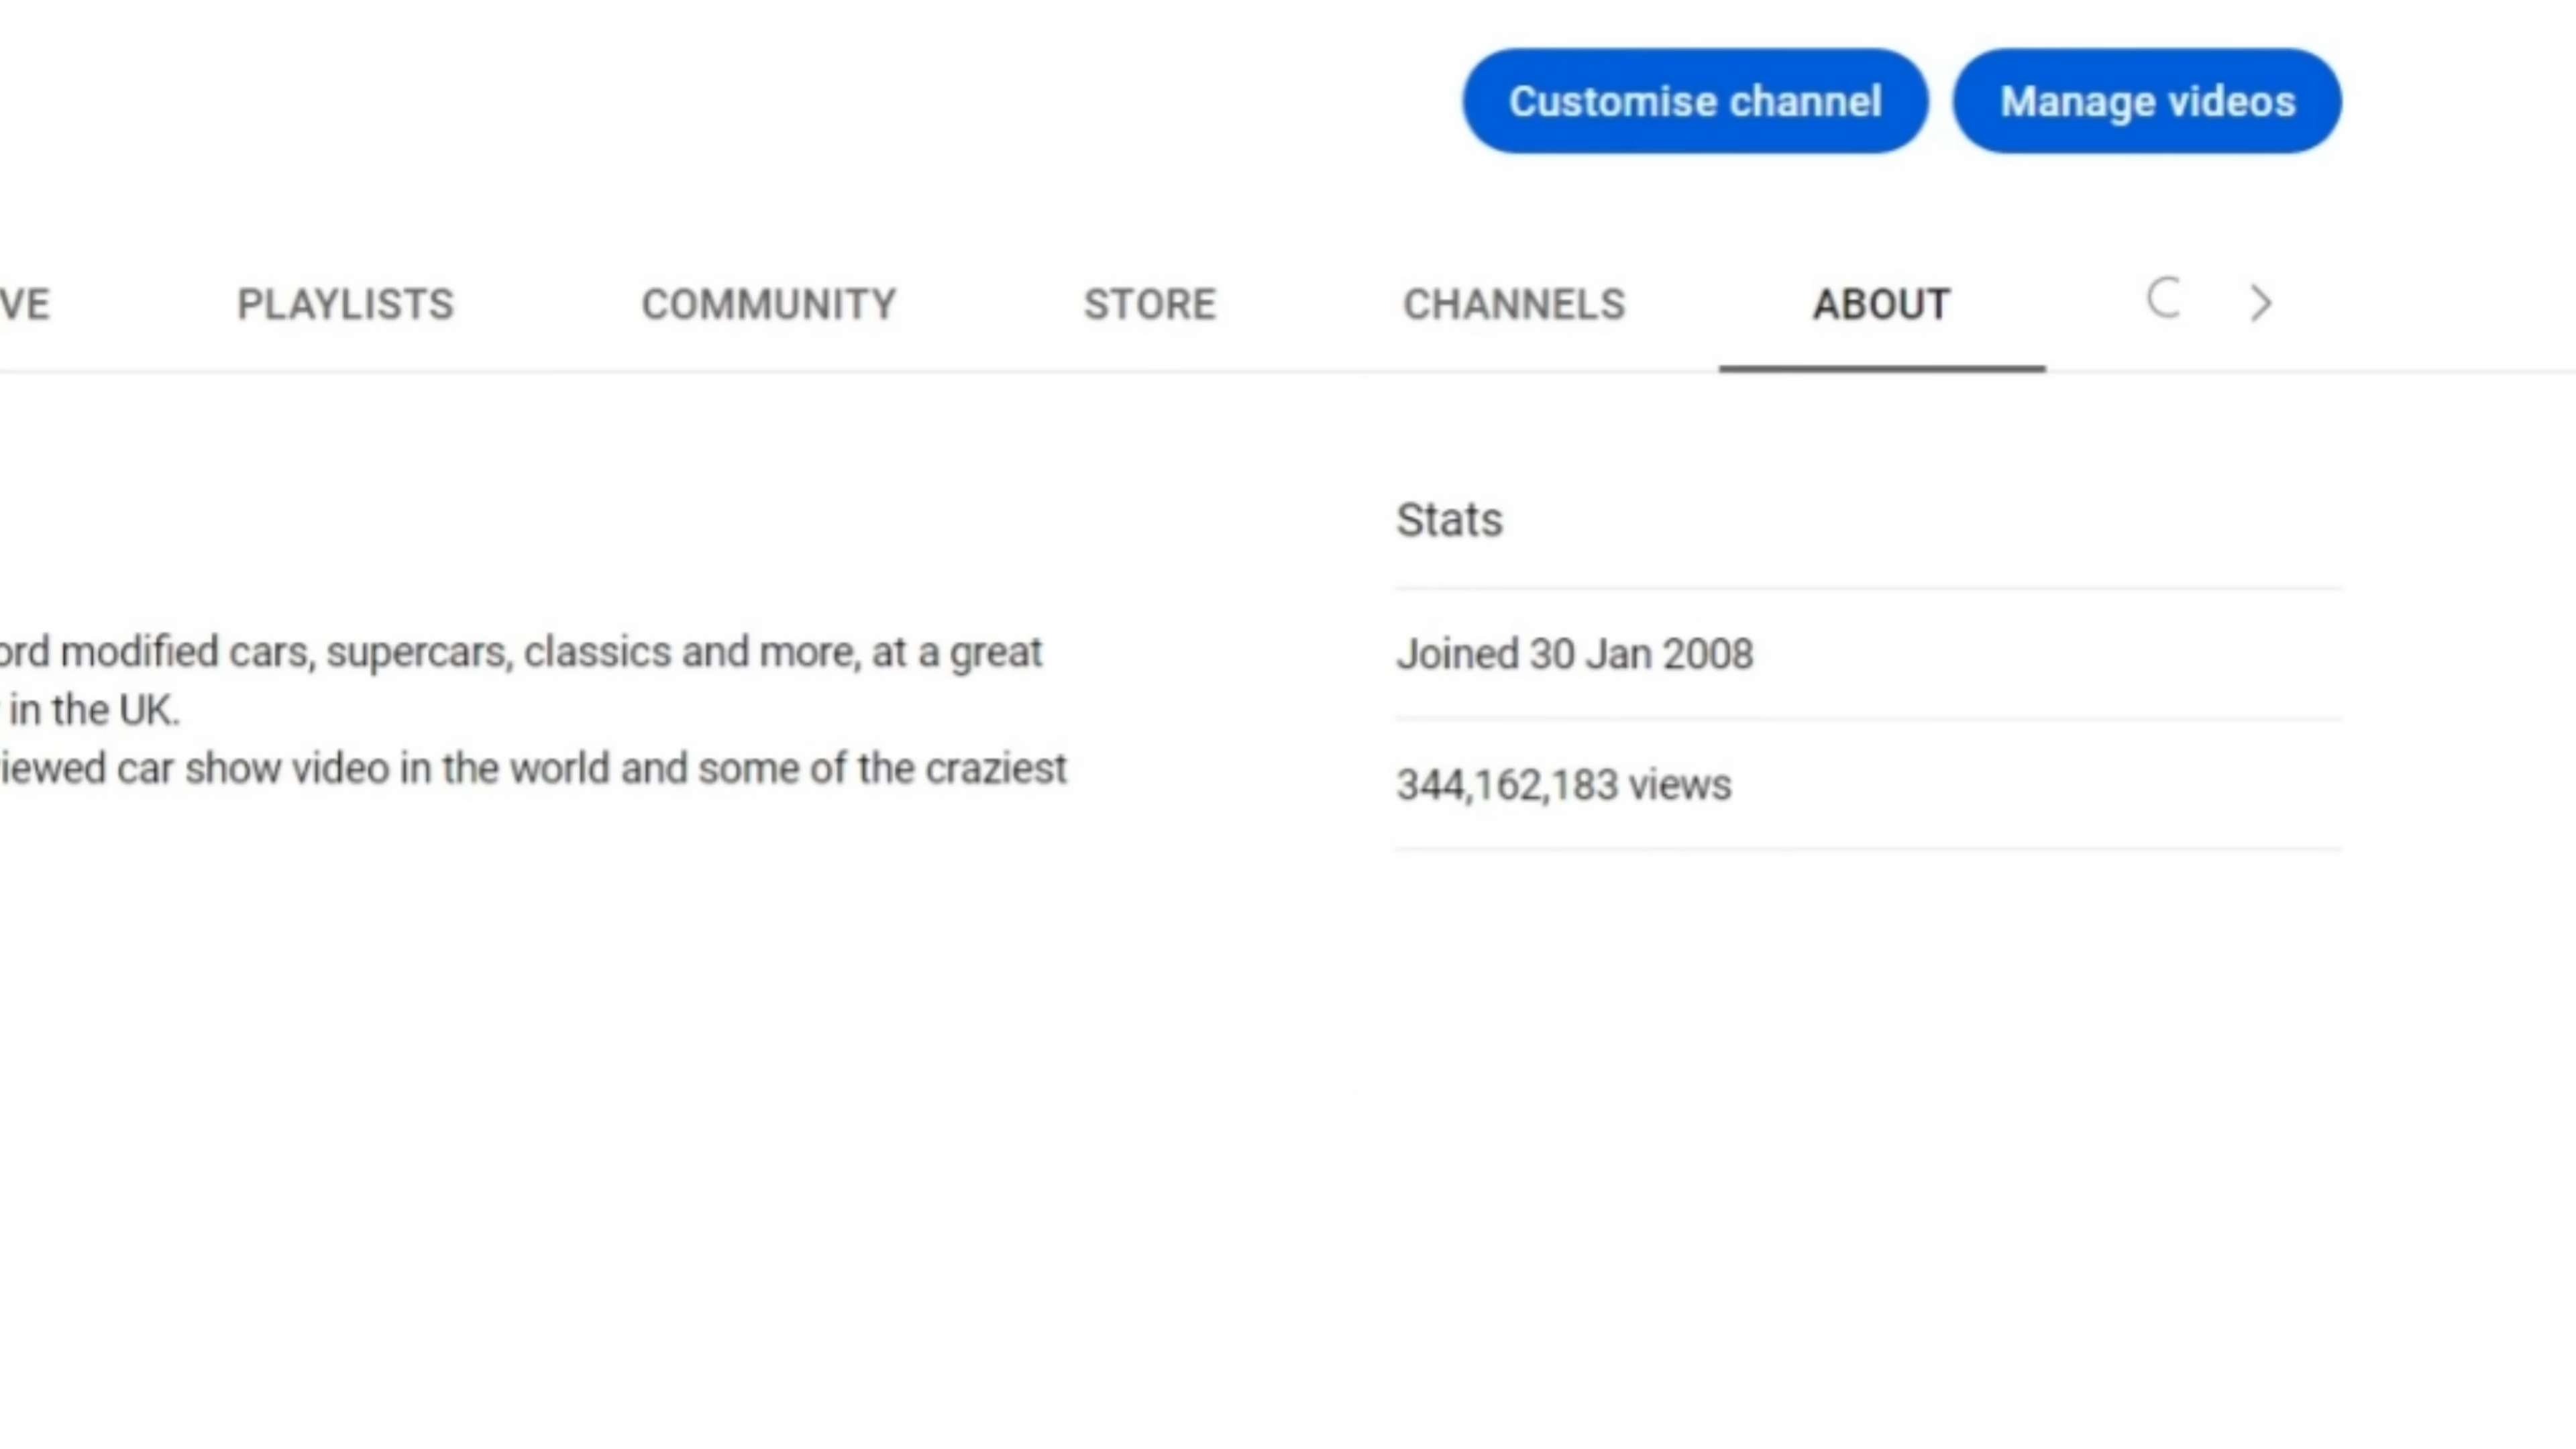 Customise channel Manage videos
VE PLAYLISTS COMMUNITY STORE CHANNELS ABOUT
Stats
ord modified cars, supercars, classics and more, at a great
Joined 30 Jan 2008
in the UK.
iewed car show video in the world and some of the craziest
344,162,183 views